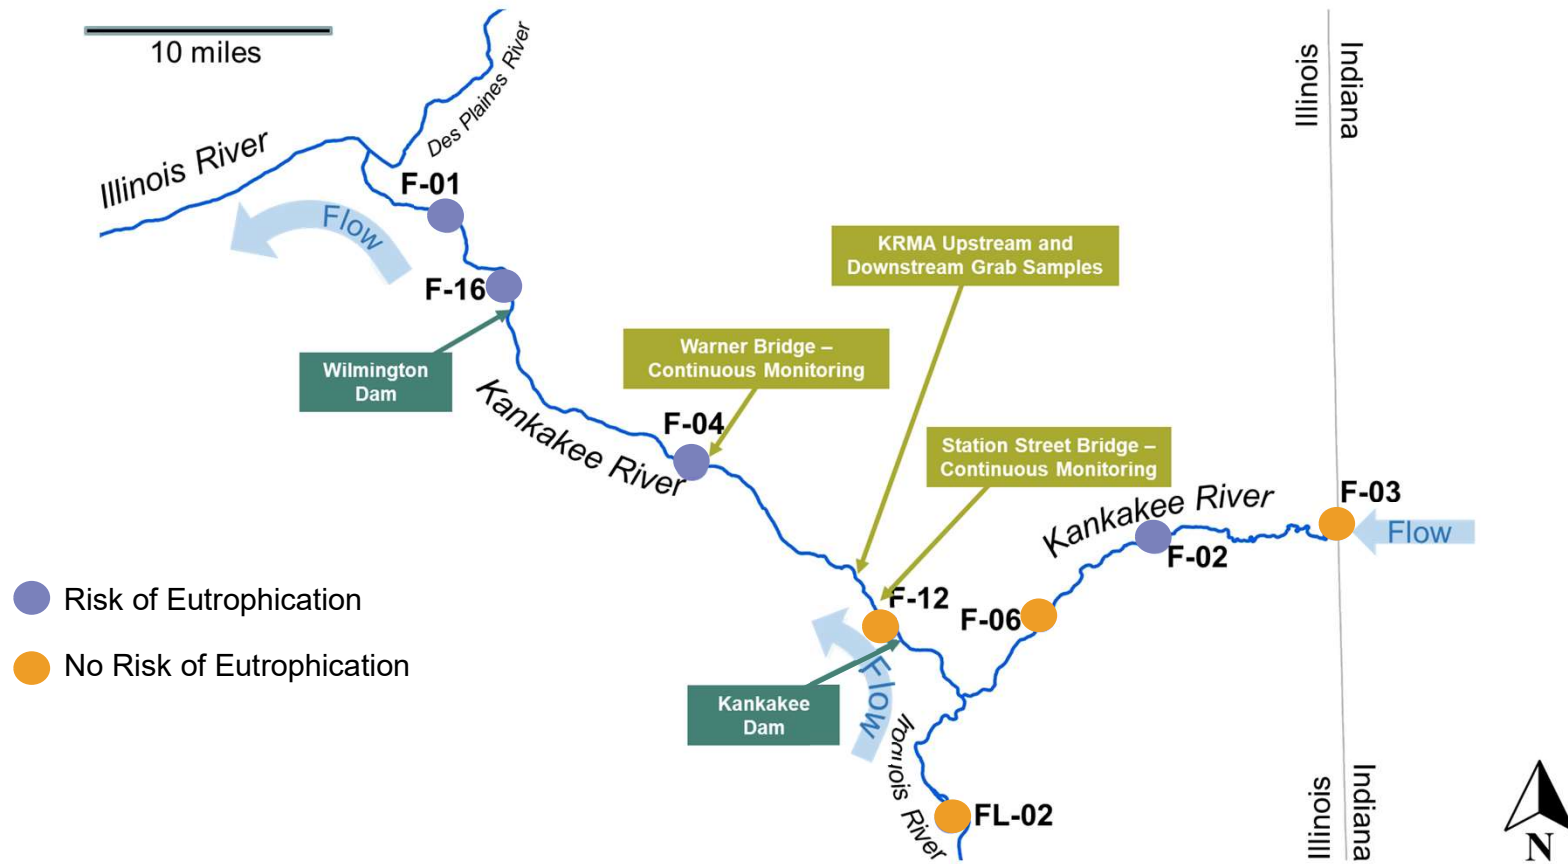 10 miles
Des Plaines River
Illinois River
Illinois
Indiana
F-01
Flow
F-16
KRMA Upstream and
Downstream Grab Samples
Wilmington
Dam
Warner Bridge –
Continuous Monitoring
Kankakee River
F-04
Station Street Bridge –
Continuous Monitoring
Kankakee River
F-03
Flow
F-02
F-12
F-06
Risk of Eutrophication
No Risk of Eutrophication
Flow
Kankakee
Dam
Iroquois River
FL-02
Illinois
Indiana
N